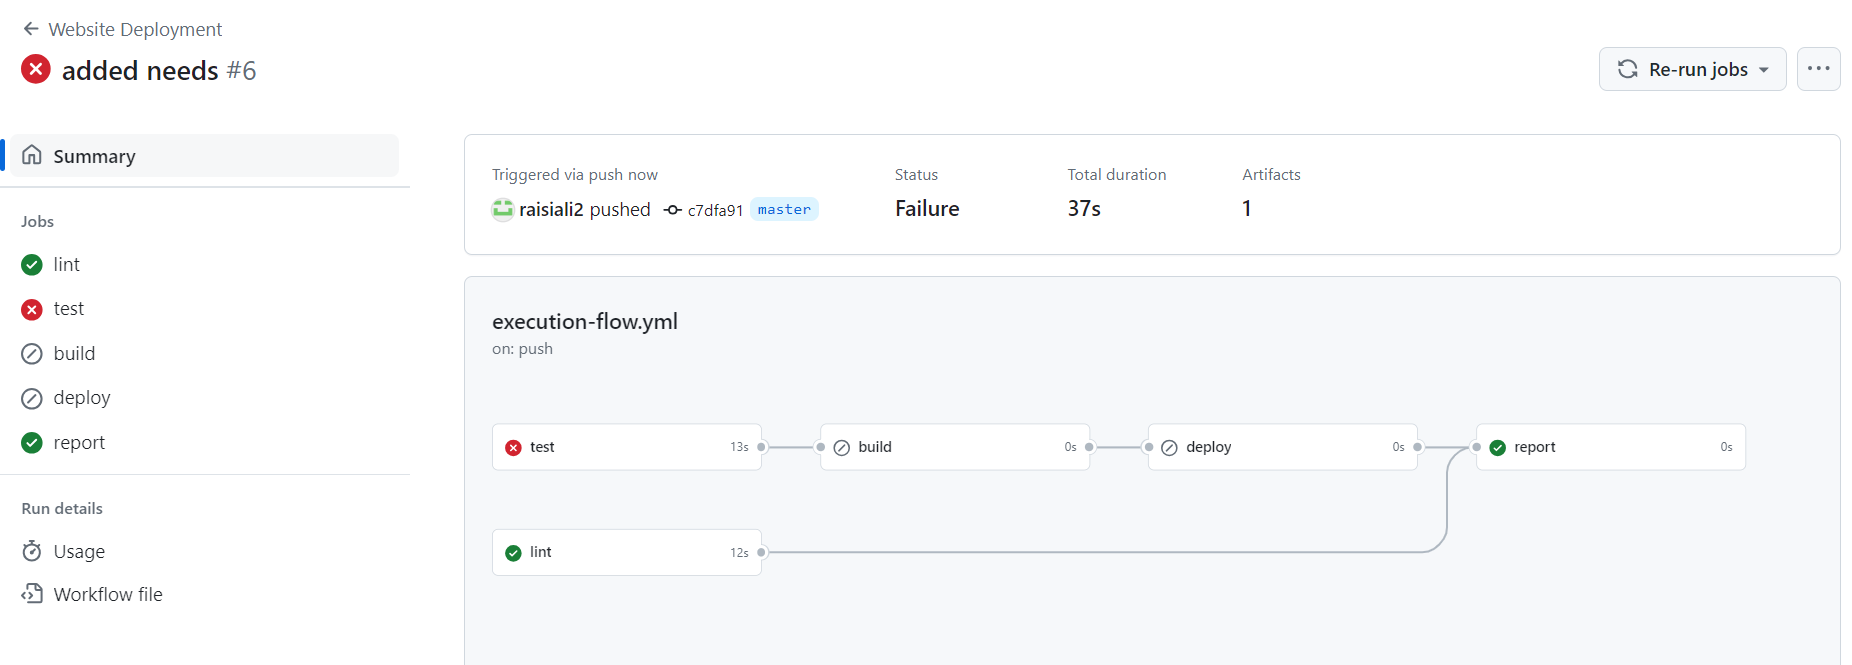 Website Deployment
added needs #6
Re-run jobs
Summary
Jobs
lint
test
build
deploy
report
Run details
Usage
Workflow file
Triggered via push now
raisiali2 pushed c7dfa91 master
Status
Failure
Total duration
37s
Artifacts
1
execution-flow.yml
on: push
test 13s
build 0s
deploy 0s
report 0s
lint 12s